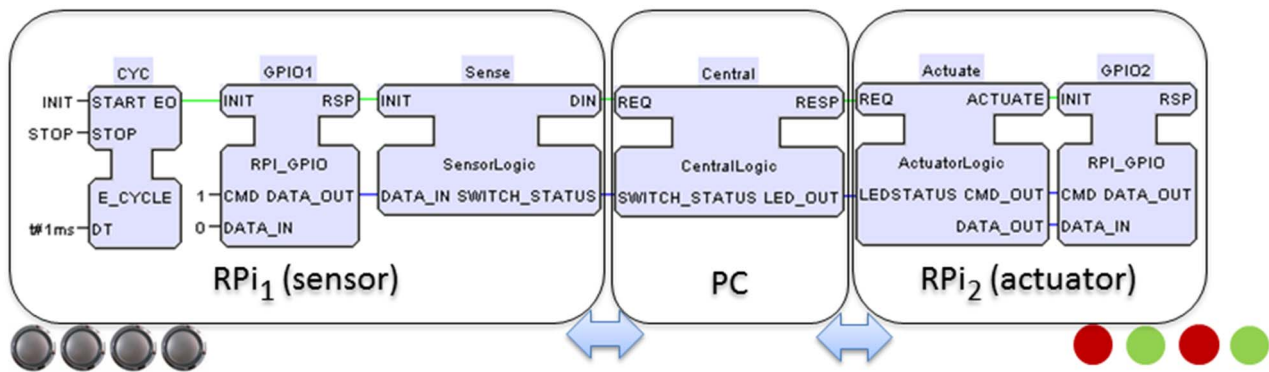 CYC GPIO1 Sense Central Actuate GPIO2
INIT START EO INIT RSP INIT DIN REQ RESP REQ ACTUATE INIT RSP
STOP STOP
RPI_GPIO SensorLogic CentralLogic ActuatorLogic RPI_GPIO
E_CYCLE 1 CMD DATA_OUT DATA_IN SWITCH_STATUS SWITCH_STATUS LED_OUT LEDSTATUS CMD_OUT CMD DATA_OUT
t#1ms DT 0 DATA_IN DATA_OUT DATA_IN
RPi1 (sensor) PC RPi2 (actuator)